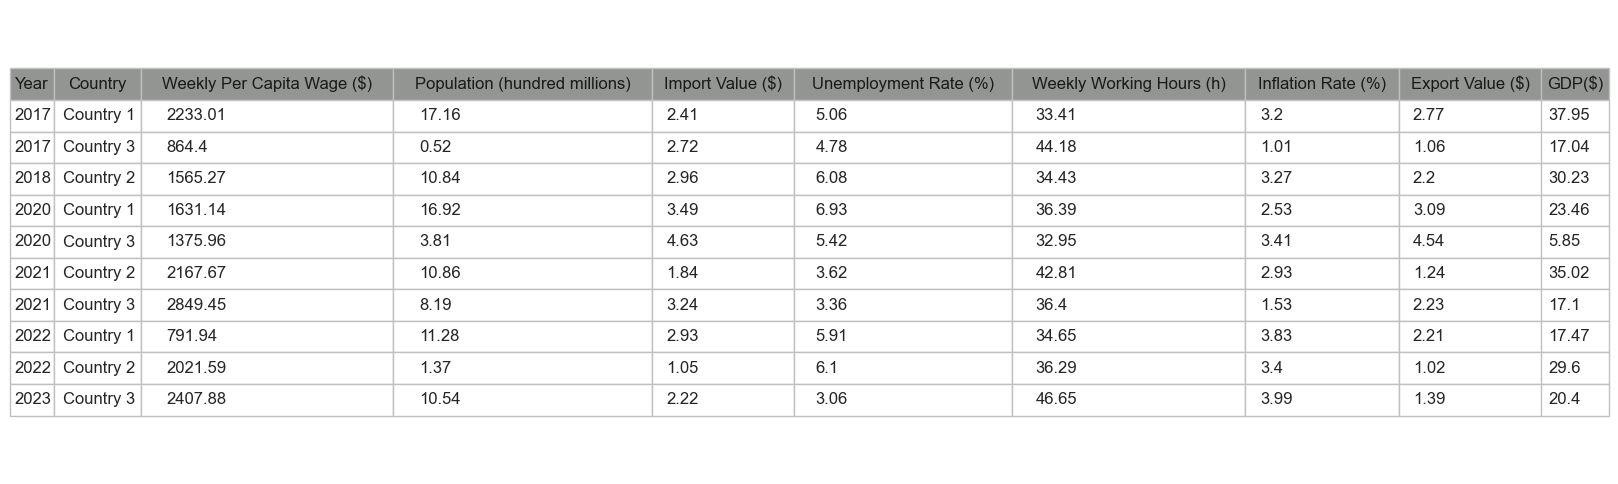 Year Country Weekly Per Capita Wage ($) Population (hundred millions) Import Value ($) Unemployment Rate (%) Weekly Working Hours (h) Inflation Rate (%) Export Value ($) GDP($)
2017 Country 1 2233.01 17.16 2.41 5.06 33.41 3.2 2.77 37.95
2017 Country 3 864.4 0.52 2.72 4.78 44.18 1.01 1.06 17.04
2018 Country 2 1565.27 10.84 2.96 6.08 34.43 3.27 2.2 30.23
2020 Country 1 1631.14 16.92 3.49 6.93 36.39 2.53 3.09 23.46
2020 Country 3 1375.96 3.81 4.63 5.42 32.95 3.41 4.54 5.85
2021 Country 2 2167.67 10.86 1.84 3.62 42.81 2.93 1.24 35.02
2021 Country 3 2849.45 8.19 3.24 3.36 36.4 1.53 2.23 17.1
2022 Country 1 791.94 11.28 2.93 5.91 34.65 3.83 2.21 17.47
2022 Country 2 2021.59 1.37 1.05 6.1 36.29 3.4 1.02 29.6
2023 Country 3 2407.88 10.54 2.22 3.06 46.65 3.99 1.39 20.4